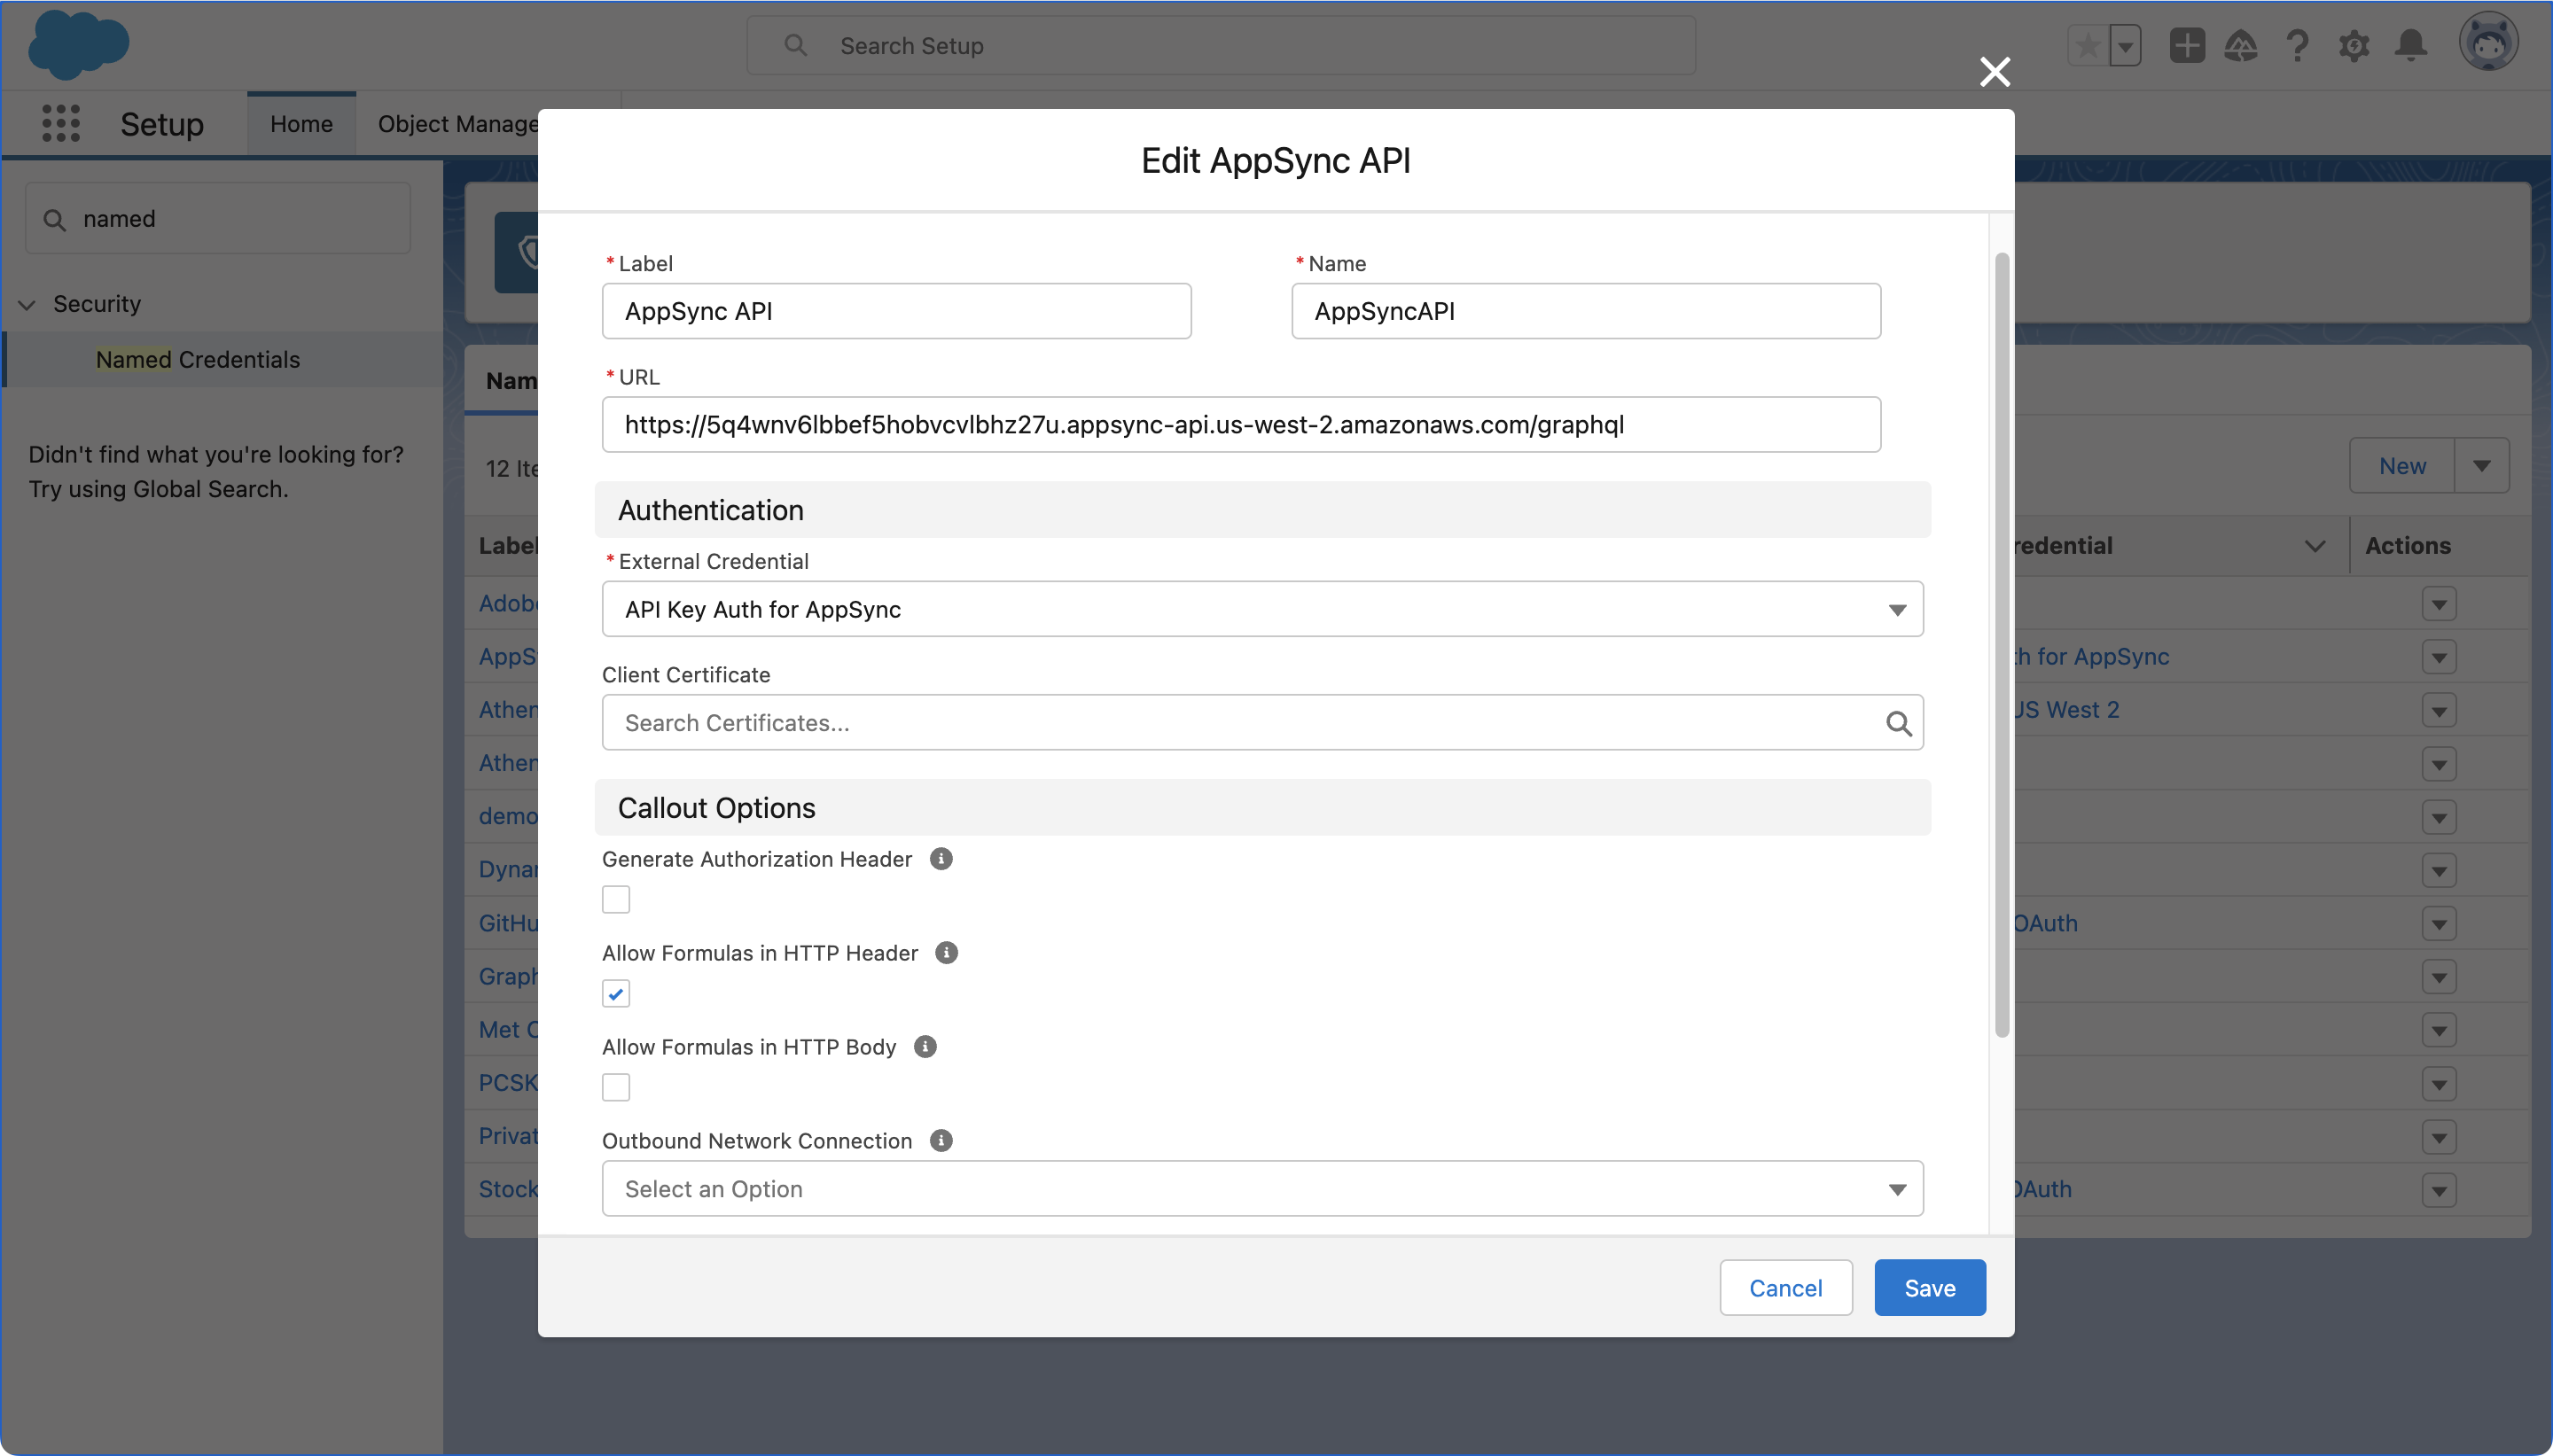 Search Setup
Setup
Home
Object Manage
named
Security
Named Credentials
Didn't find what you're looking for?
Try using Global Search.
Edit AppSync API
* Label
AppSync API
* Name
AppSyncAPI
* URL
https://5q4wnv6lbbef5hobvcvlbhz27u.appsync-api.us-west-2.amazonaws.com/graphql
Authentication
* External Credential
API Key Auth for AppSync
Client Certificate
Search Certificates...
Callout Options
Generate Authorization Header
Allow Formulas in HTTP Header
Allow Formulas in HTTP Body
Outbound Network Connection
Select an Option
Cancel
Save
Nam
12 Ite
New
Label
redential
Actions
Adobe
AppS
th for AppSync
Athen
US West 2
Athen
demo
Dynan
GitHu
OAuth
Graph
Met C
PCSK
Privat
Stock
OAuth